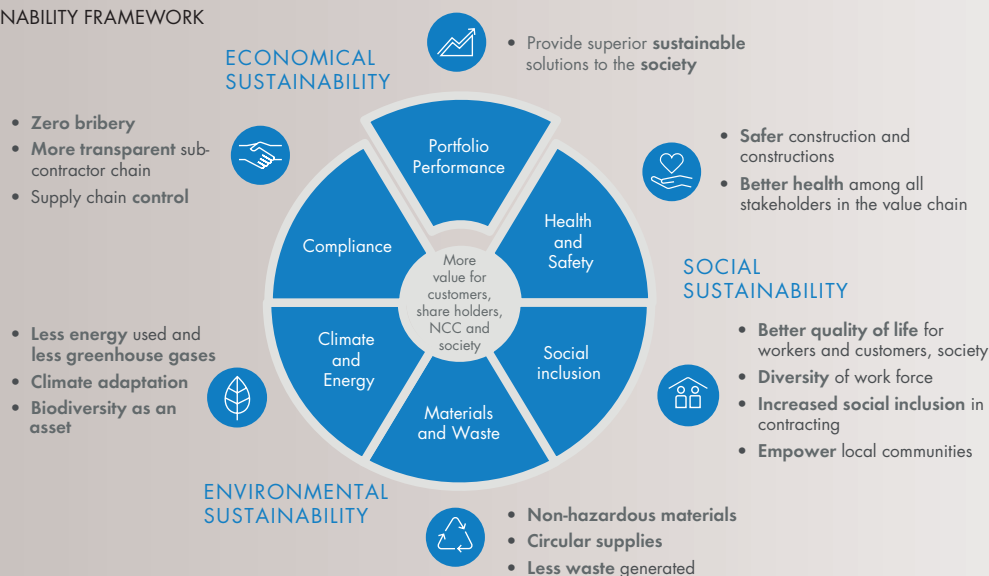 NABILITY FRAMEWORK
ECONOMICAL
SUSTAINABILITY
• Provide superior sustainable
solutions to the society
• Zero bribery
• More transparent sub-
contractor chain
• Supply chain control
Portfolio
Performance
• Safer construction and
constructions
• Better health among all
stakeholders in the value chain
Compliance
Health
and
Safety
More
value for
customers,
share holders,
NCC and
society
SOCIAL
SUSTAINABILITY
• Less energy used and
less greenhouse gases
• Climate adaptation
• Biodiversity as an
asset
Climate
and
Energy
Social
inclusion
• Better quality of life for
workers and customers, society
• Diversity of work force
• Increased social inclusion in
contracting
• Empower local communities
Materials
and Waste
ENVIRONMENTAL
SUSTAINABILITY
• Non-hazardous materials
• Circular supplies
• Less waste generated